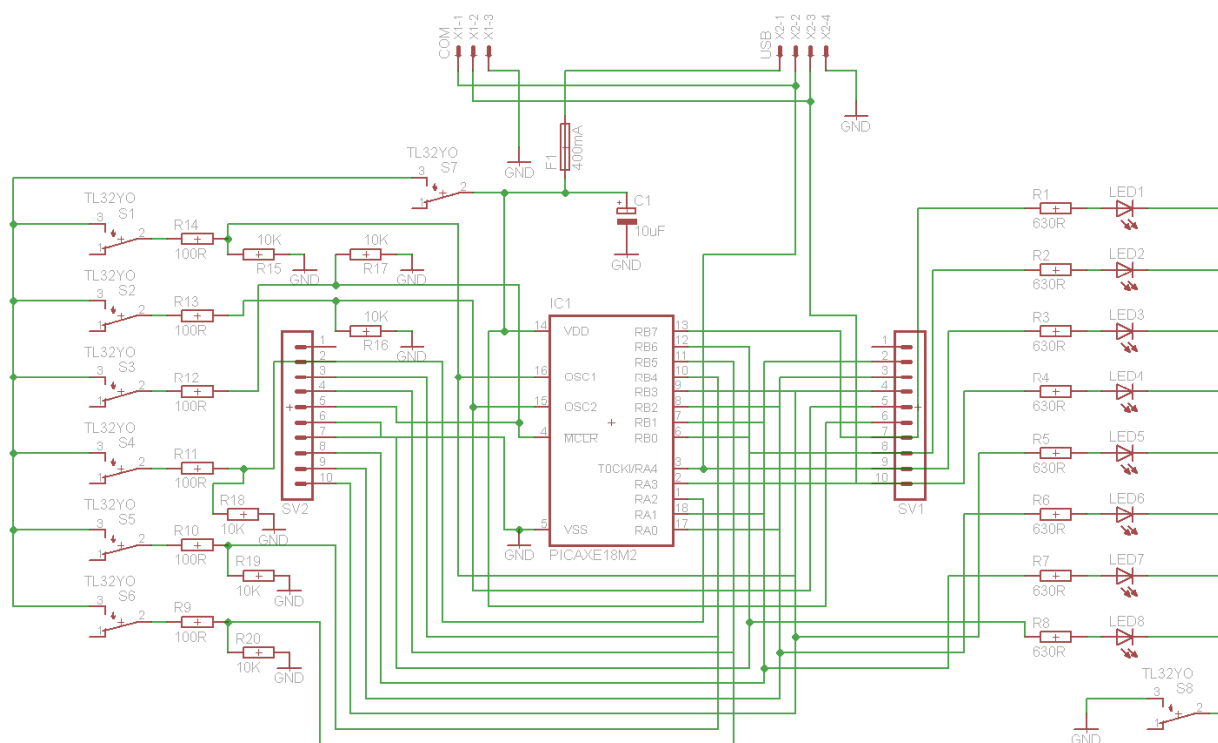 COM
X1-1
X1-2
X1-3
USB
X2-1
X2-2
X2-3
X2-4
GND
GND
F1
400mA
TL32YO
S7
3
2
1
C1
+
10uF
GND
TL32YO
S1
3
2
1
R14
100R
10K
R15
GND
10K
R17
GND
TL32YO
S2
3
2
1
R13
100R
10K
R16
GND
TL32YO
S3
3
2
1
R12
100R
TL32YO
S4
3
2
1
R11
100R
R18
10K
GND
TL32YO
S5
3
2
1
R10
100R
R19
10K
GND
TL32YO
S6
3
2
1
R9
100R
R20
10K
GND
1
2
3
4
5
6
7
8
9
10
SV2
IC1
14 VDD
16 OSC1
15 OSC2
4 MCLR
5 VSS
GND
RB7 13
RB6 12
RB5 11
RB4 10
RB3 9
RB2 8
RB1 7
RB0 6
T0CKI/RA4 3
RA3 2
RA2 1
RA1 18
RA0 17
PICAXE18M2
1
2
3
4
5
6
7
8
9
10
SV1
R1 LED1
630R
R2 LED2
630R
R3 LED3
630R
R4 LED4
630R
R5 LED5
630R
R6 LED6
630R
R7 LED7
630R
R8 LED8
630R
TL32YO
S8
3
2
1
GND